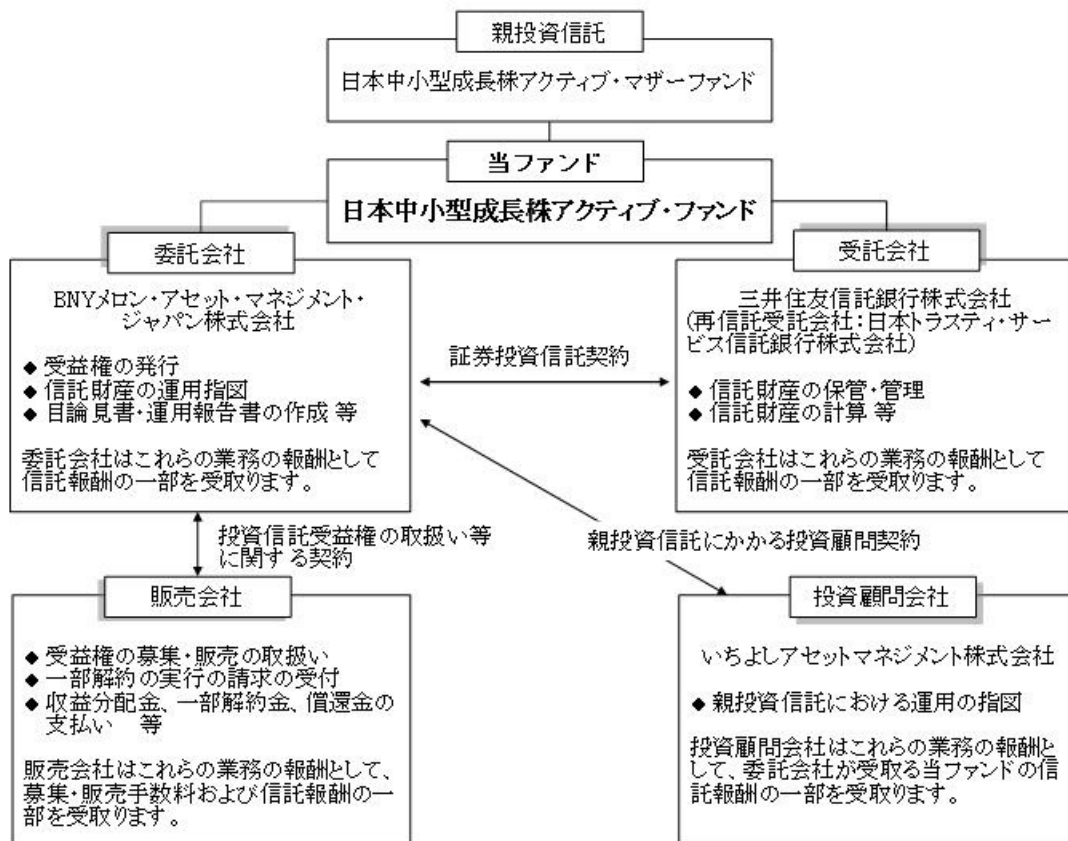 親投資信託
日本中小型成長株アクティブ・マザーファンド
当ファンド
日本中小型成長株アクティブ・ファンド
委託会社
BNYメロン・アセット・マネジメント・
ジャパン株式会社
◆ 受益権の発行
◆ 信託財産の運用指図
◆ 目論見書・運用報告書の作成 等
委託会社はこれらの業務の報酬として
信託報酬の一部を受取ります。
証券投資信託契約
受託会社
三井住友信託銀行株式会社
(再信託受託会社:日本トラスティ・サー
ビス信託銀行株式会社)
◆ 信託財産の保管・管理
◆ 信託財産の計算 等
受託会社はこれらの業務の報酬として
信託報酬の一部を受取ります。
投資信託受益権の取扱い等
に関する契約
親投資信託にかかる投資顧問契約
販売会社
◆ 受益権の募集・販売の取扱い
◆ 一部解約の実行の請求の受付
◆ 収益分配金、一部解約金、償還金の
支払い 等
販売会社はこれらの業務の報酬として、
募集・販売手数料および信託報酬の一
部を受取ります。
投資顧問会社
いちよしアセットマネジメント株式会社
◆ 親投資信託における運用の指図
投資顧問会社はこれらの業務の報酬と
して、委託会社が受取る当ファンドの信
託報酬の一部を受取ります。